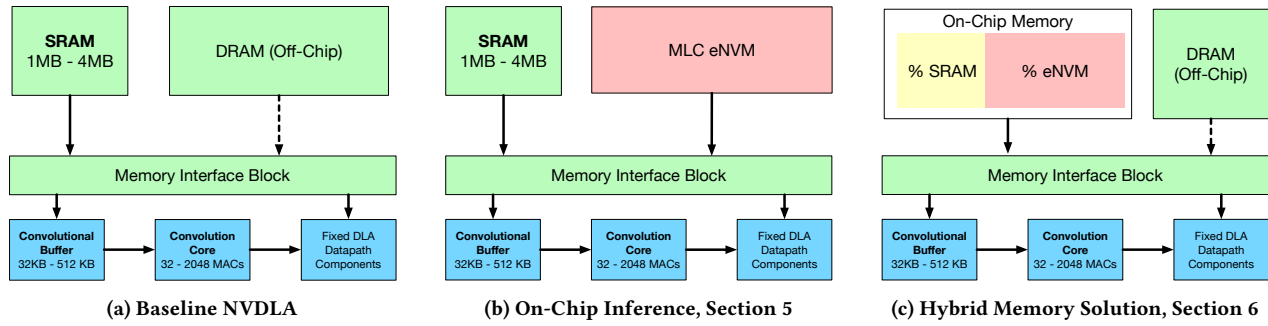 SRAM
1MB - 4MB
DRAM (Off-Chip)
Memory Interface Block
Convolutional
Buffer
32KB - 512 KB
Convolution
Core
32 - 2048 MACs
Fixed DLA
Datapath
Components
(a) Baseline NVDLA
SRAM
1MB - 4MB
MLC eNVM
Memory Interface Block
Convolutional
Buffer
32KB - 512 KB
Convolution
Core
32 - 2048 MACs
Fixed DLA
Datapath
Components
(b) On-Chip Inference, Section 5
On-Chip Memory
% SRAM
% eNVM
DRAM
(Off-Chip)
Memory Interface Block
Convolutional
Buffer
32KB - 512 KB
Convolution
Core
32 - 2048 MACs
Fixed DLA
Datapath
Components
(c) Hybrid Memory Solution, Section 6